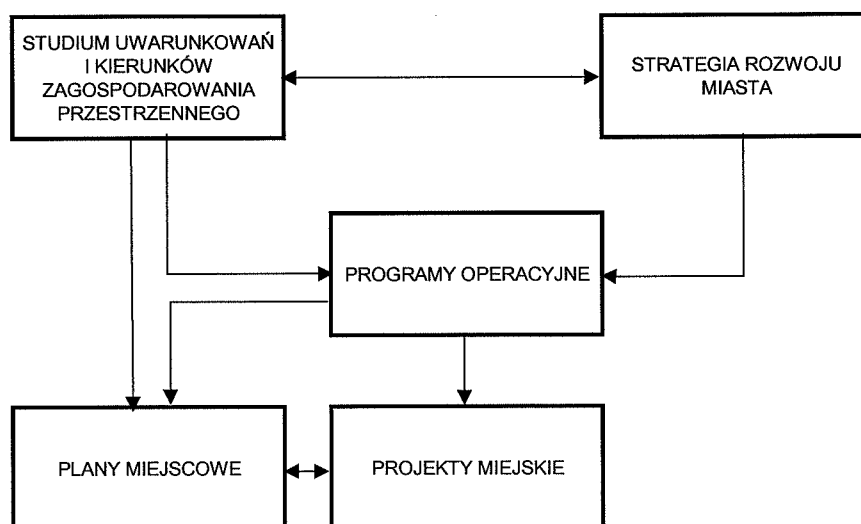 STUDIUM UWARUNKOWAŃ
I KIERUNKÓW
ZAGOSPODAROWANIA
PRZESTRZENNEGO
STRATEGIA ROZWOJU
MIASTA
PROGRAMY OPERACYJNE
PLANY MIEJSCOWE
PROJEKTY MIEJSKIE